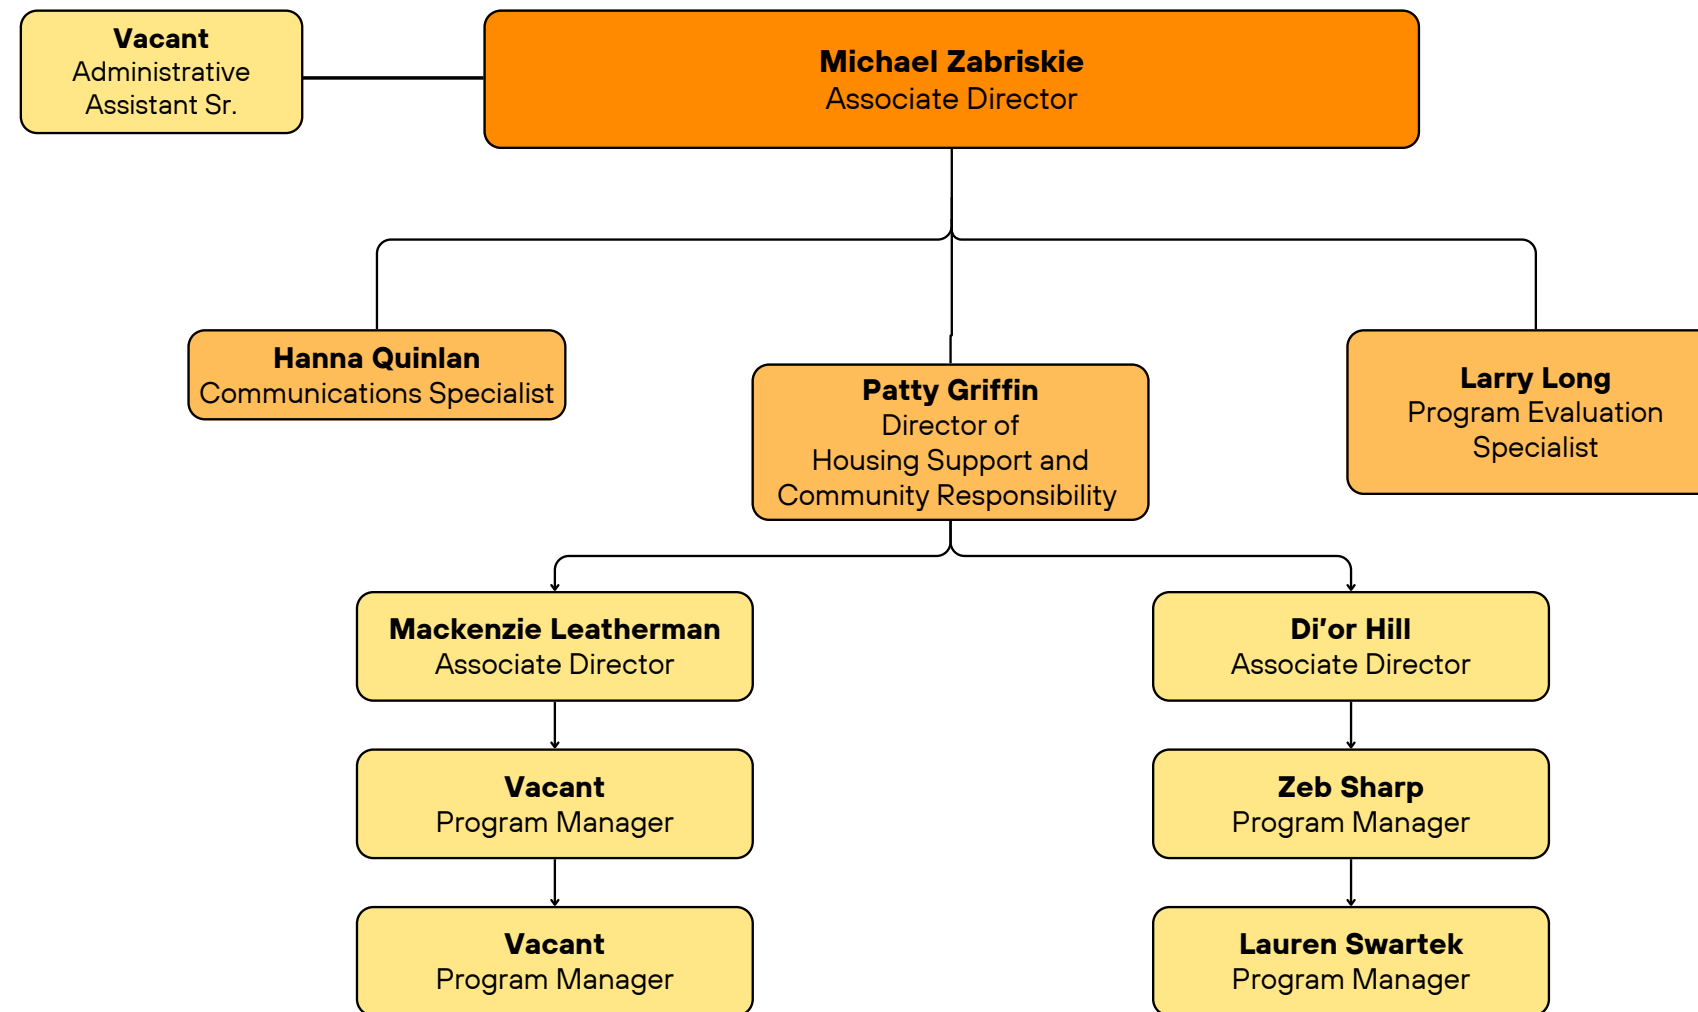 Vacant
Administrative
Assistant Sr.
Michael Zabriskie
Associate Director
Hanna Quinlan
Communications Specialist
Patty Griffin
Director of
Housing Support and
Community Responsibility
Larry Long
Program Evaluation
Specialist
Mackenzie Leatherman
Associate Director
Di’or Hill
Associate Director
Vacant
Program Manager
Zeb Sharp
Program Manager
Vacant
Program Manager
Lauren Swartek
Program Manager